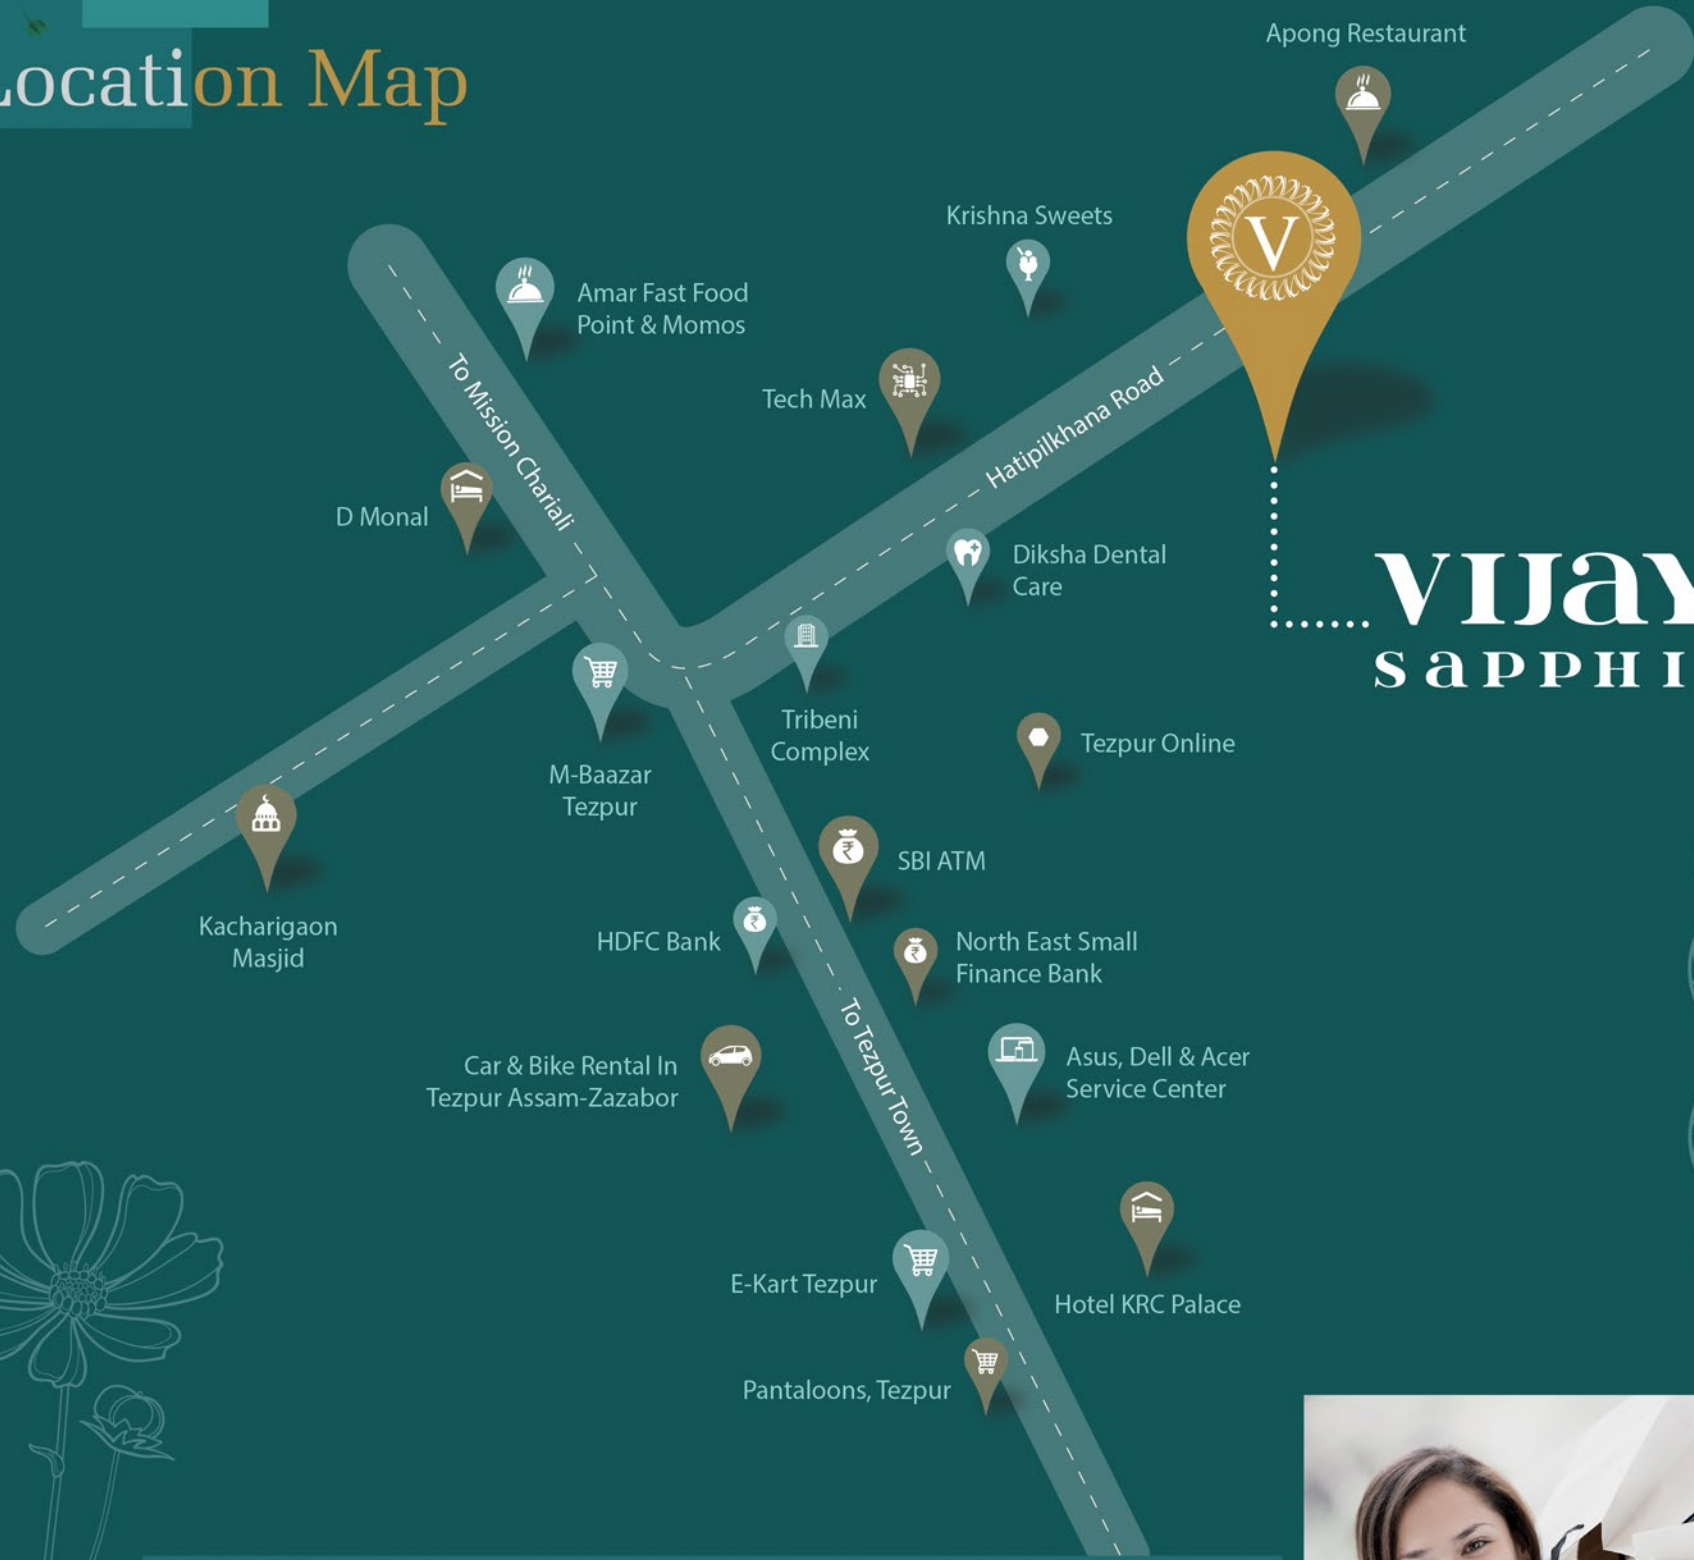 Location Map
Apong Restaurant
Krishna Sweets
V
Amar Fast Food
Point & Momos
To Mission Chariali
Tech Max
Hatipilkhana Road
D Monal
Diksha Dental
Care
VIJAY
SAPPHI
Tribeni
Complex
Tezpur Online
M-Baazar
Tezpur
SBI ATM
Kacharigaon
Masjid
HDFC Bank
North East Small
Finance Bank
To Tezpur Town
Car & Bike Rental In
Tezpur Assam-Zazabor
Asus, Dell & Acer
Service Center
E-Kart Tezpur
Hotel KRC Palace
Pantaloons, Tezpur